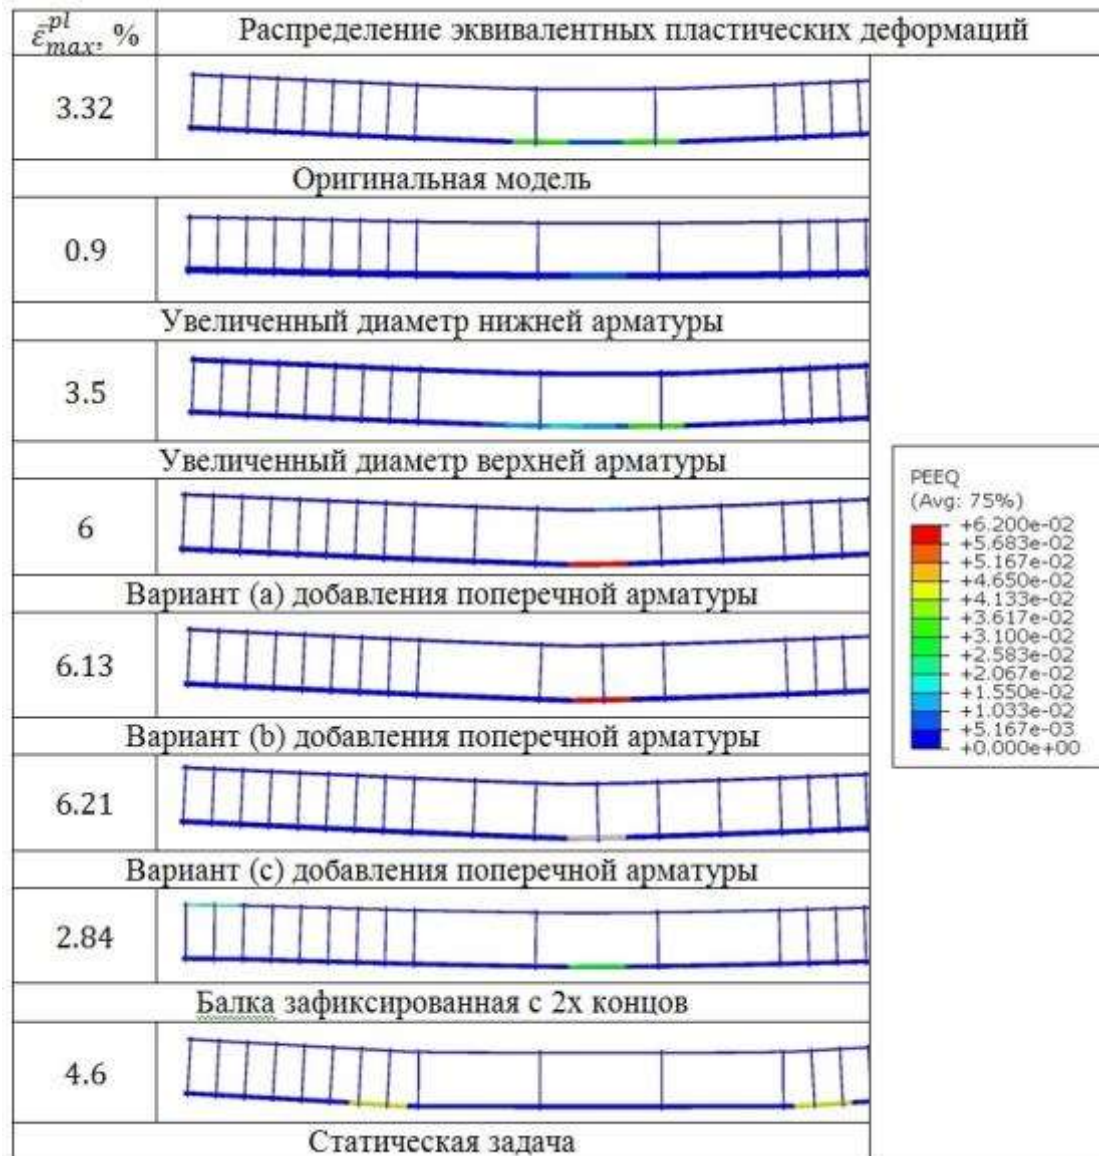 ε̄ᵖˡₘₐₓ, % Распределение эквивалентных пластических деформаций
3.32
Оригинальная модель
0.9
Увеличенный диаметр нижней арматуры
3.5
Увеличенный диаметр верхней арматуры
6
Вариант (a) добавления поперечной арматуры
6.13
Вариант (b) добавления поперечной арматуры
6.21
Вариант (c) добавления поперечной арматуры
2.84
Балка зафиксированная с 2х концов
4.6
Статическая задача
PEEQ
(Avg: 75%)
+6.200e-02
+5.683e-02
+5.167e-02
+4.650e-02
+4.133e-02
+3.617e-02
+3.100e-02
+2.583e-02
+2.067e-02
+1.550e-02
+1.033e-02
+5.167e-03
+0.000e+00